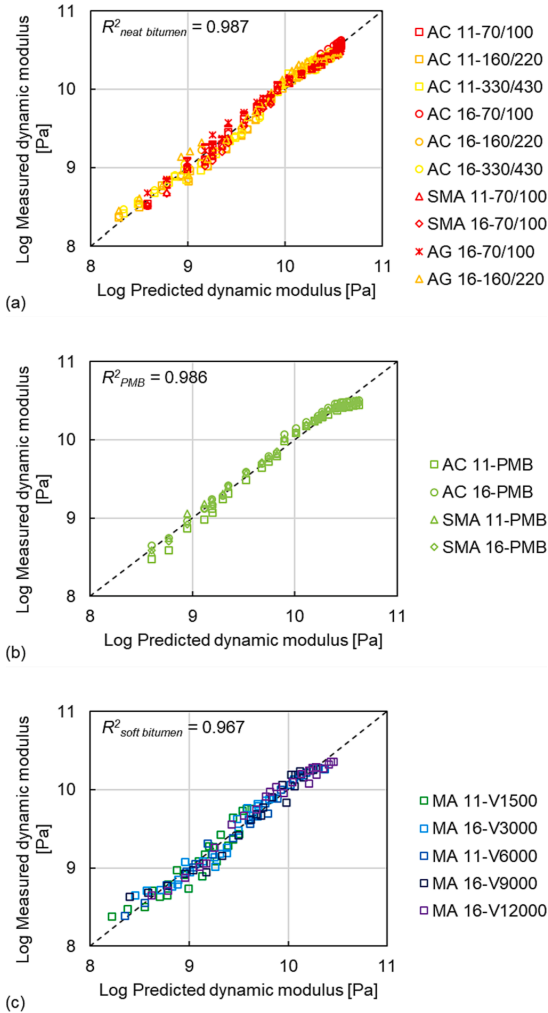 R²neat bitumen = 0.987
Log Measured dynamic modulus
[Pa]
11
10
9
8
8 9 10 11
Log Predicted dynamic modulus [Pa]
(a)
AC 11-70/100
AC 11-160/220
AC 11-330/430
AC 16-70/100
AC 16-160/220
AC 16-330/430
SMA 11-70/100
SMA 16-70/100
AG 16-70/100
AG 16-160/220
R²PMB = 0.986
Log Measured dynamic modulus
[Pa]
11
10
9
8
8 9 10 11
Log Predicted dynamic modulus [Pa]
(b)
AC 11-PMB
AC 16-PMB
SMA 11-PMB
SMA 16-PMB
R²soft bitumen = 0.967
Log Measured dynamic modulus
[Pa]
11
10
9
8
8 9 10 11
Log Predicted dynamic modulus [Pa]
(c)
MA 11-V1500
MA 16-V3000
MA 11-V6000
MA 16-V9000
MA 16-V12000